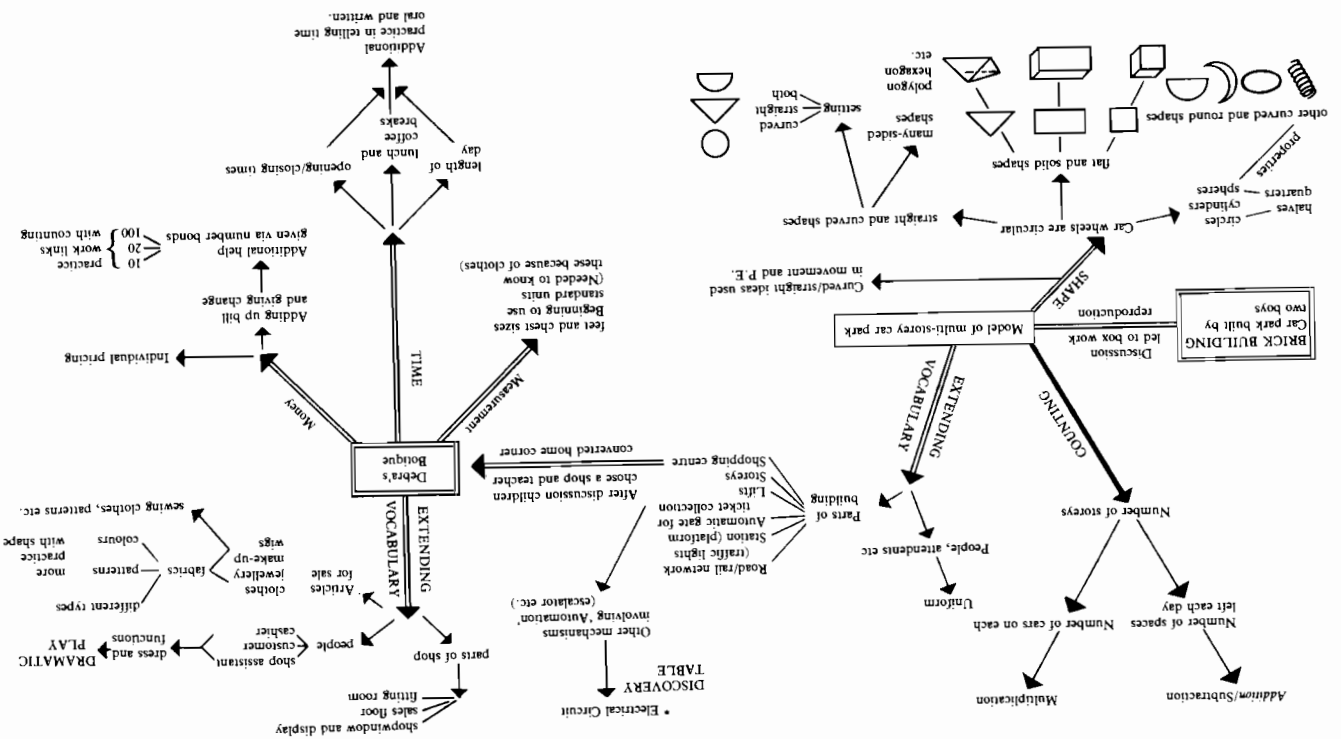 Addition/Subtraction
Multiplication
Number of spaces
left each day
Number of cars on each
Number of storeys
COUNTING
Uniform
People, attendents etc
Parts of
building
Road/rail network
(traffic lights
Station (platform
Automatic gate for
ticket collection
Lifts
Storeys
Shopping centre
EXTENDING
VOCABULARY
BRICK BUILDING
Car park built by
two boys
Discussion
led to box work
reproduction
Model of multi-storey car park
SHAPE
Curved/straight ideas used
in movement and P.E.
Car wheels are circular
halves
quarters
circles
cylinders
spheres
properties
other curved and round shapes
flat and solid shapes
straight and curved shapes
many-sided
shapes
polygon
hexagon
etc.
setting
curved
straight
both
* Electrical Circuit
DISCOVERY
TABLE
Other mechanisms
involving 'Automation'
(escalator etc.)
After discussion children
chose a shop and teacher
converted home corner
Debra's
Botique
EXTENDING
VOCABULARY
parts of shop
shopwindow and display
sales floor
fitting room
people
shop assistant
customer
cashier
dress and
functions
DRAMATIC
PLAY
Articles
for sale
clothes
jewellery
make-up
wigs
fabrics
different types
patterns
colours
more
practice
with shape
sewing clothes, patterns etc.
Measurement
feet and chest sizes
Beginning to use
standard units
(Needed to know
these because of clothes)
TIME
length of
day
lunch and
coffee
breaks
opening/closing times
Additional
practice in telling time
oral and written.
Money
Individual pricing
Adding up bill
and giving change
Additional help
given via number bonds
10
20
100
practice
work links
with counting